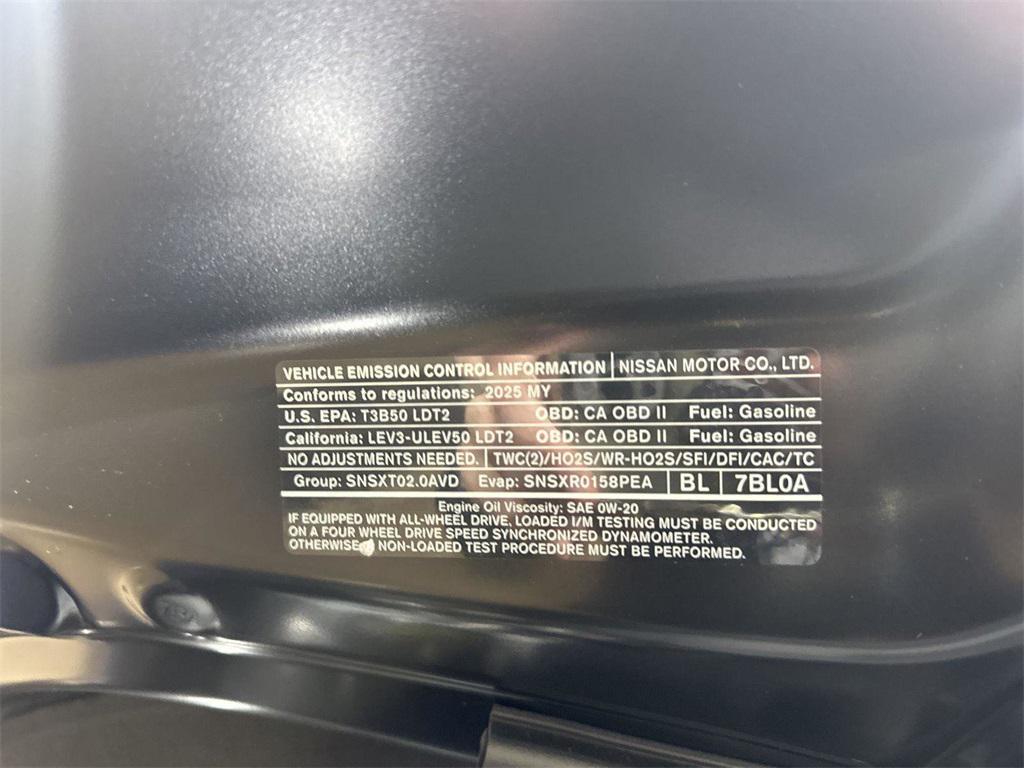 VEHICLE EMISSION CONTROL INFORMATION NISSAN MOTOR CO., LTD.
Conforms to regulations: 2025 MY
U.S. EPA: T3B50 LDT2 OBD: CA OBD II Fuel: Gasoline
California: LEV3-ULEV50 LDT2 OBD: CA OBD II Fuel: Gasoline
NO ADJUSTMENTS NEEDED. TWC(2)/HO2S/WR-HO2S/SFI/DFI/CAC/TC
Group: SNSXT02.0AVD Evap: SNSXR0158PEA BL 7BL0A
Engine Oil Viscosity: SAE 0W-20
IF EQUIPPED WITH ALL-WHEEL DRIVE, LOADED I/M TESTING MUST BE CONDUCTED
ON A FOUR WHEEL DRIVE SPEED SYNCHRONIZED DYNAMOMETER.
OTHERWISE NON-LOADED TEST PROCEDURE MUST BE PERFORMED.